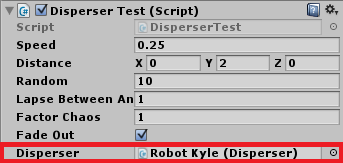 Disperser Test (Script)
Script DisperserTest
Speed 0.25
Distance X 0 Y 2 Z 0
Random 10
Lapse Between An 1
Factor Chaos 1
Fade Out
Disperser Robot Kyle (Disperser)